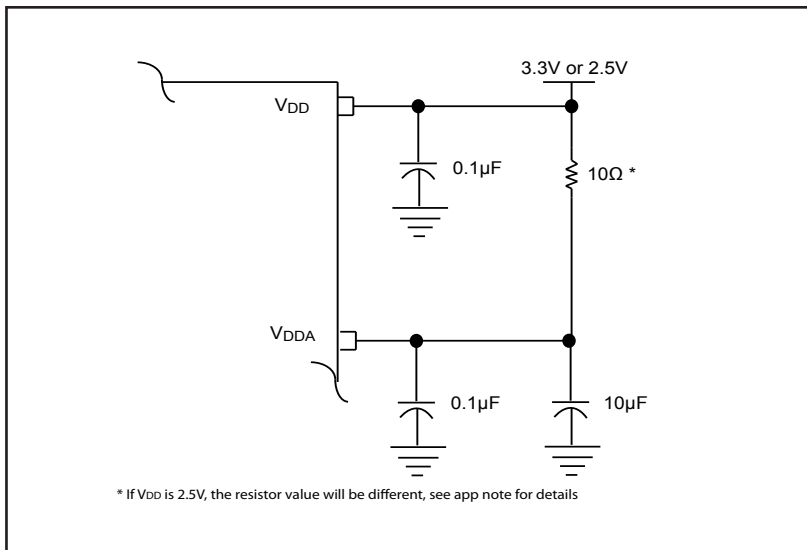 3.3V or 2.5V
VDD
0.1µF
10Ω *
VDDA
0.1µF
10µF
* If VDD is 2.5V, the resistor value will be different, see app note for details